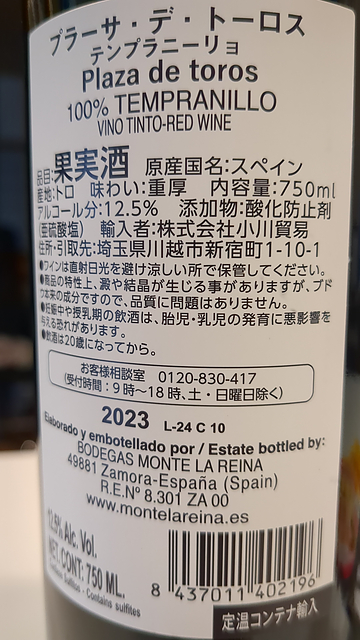 プラーサ・デ・トーロス
テンプラニーリョ
Plaza de toros
100% TEMPRANILLO
VINO TINTO-RED WINE
品目:果実酒 原産国名:スペイン
産地:トロ 味わい:重厚 内容量:750ml
アルコール分:12.5% 添加物:酸化防止剤
(亜硫酸塩) 輸入者:株式会社小川貿易
住所・引取先:埼玉県川越市新宿町1-10-1
●ワインは直射日光を避け涼しい所で保管してください。
●商品の特性上、澱や結晶が生じる事がありますが、ブド
ウ本来の成分ですので、品質に問題はありません。
●妊娠中や授乳期の飲酒は、胎児・乳児の発育に悪影響を
与える恐れがあります。
●飲酒は20歳になってから。
お客様相談室 0120-830-417
(受付時間:9時~18時、土・日曜日除く)
2023 L-24 C 10
Elaborado y embotellado por / Estate bottled by:
BODEGAS MONTE LA REINA
49881 Zamora-España (Spain)
R.E.Nº 8.301 ZA 00
www.montelareina.es
12.5% Alc. Vol.
NET. CONT: 750 ML.
Sulfitos - Contains sulfites
8 437011 402196
定温コンテナ輸入